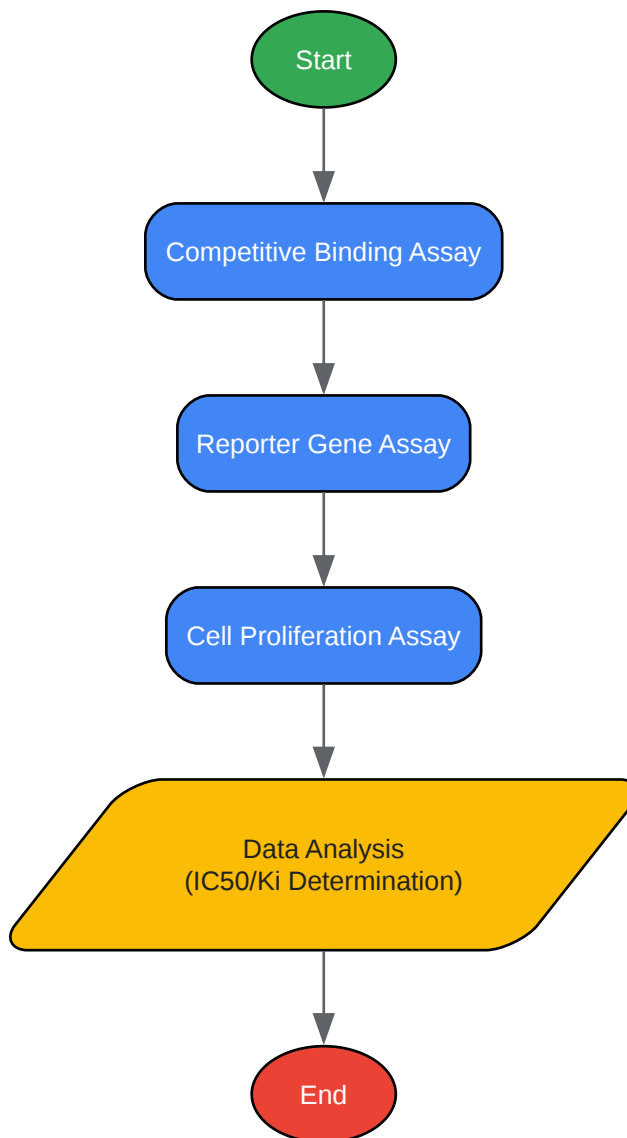 Start
Competitive Binding Assay
Reporter Gene Assay
Cell Proliferation Assay
Data Analysis
(IC50/Ki Determination)
End